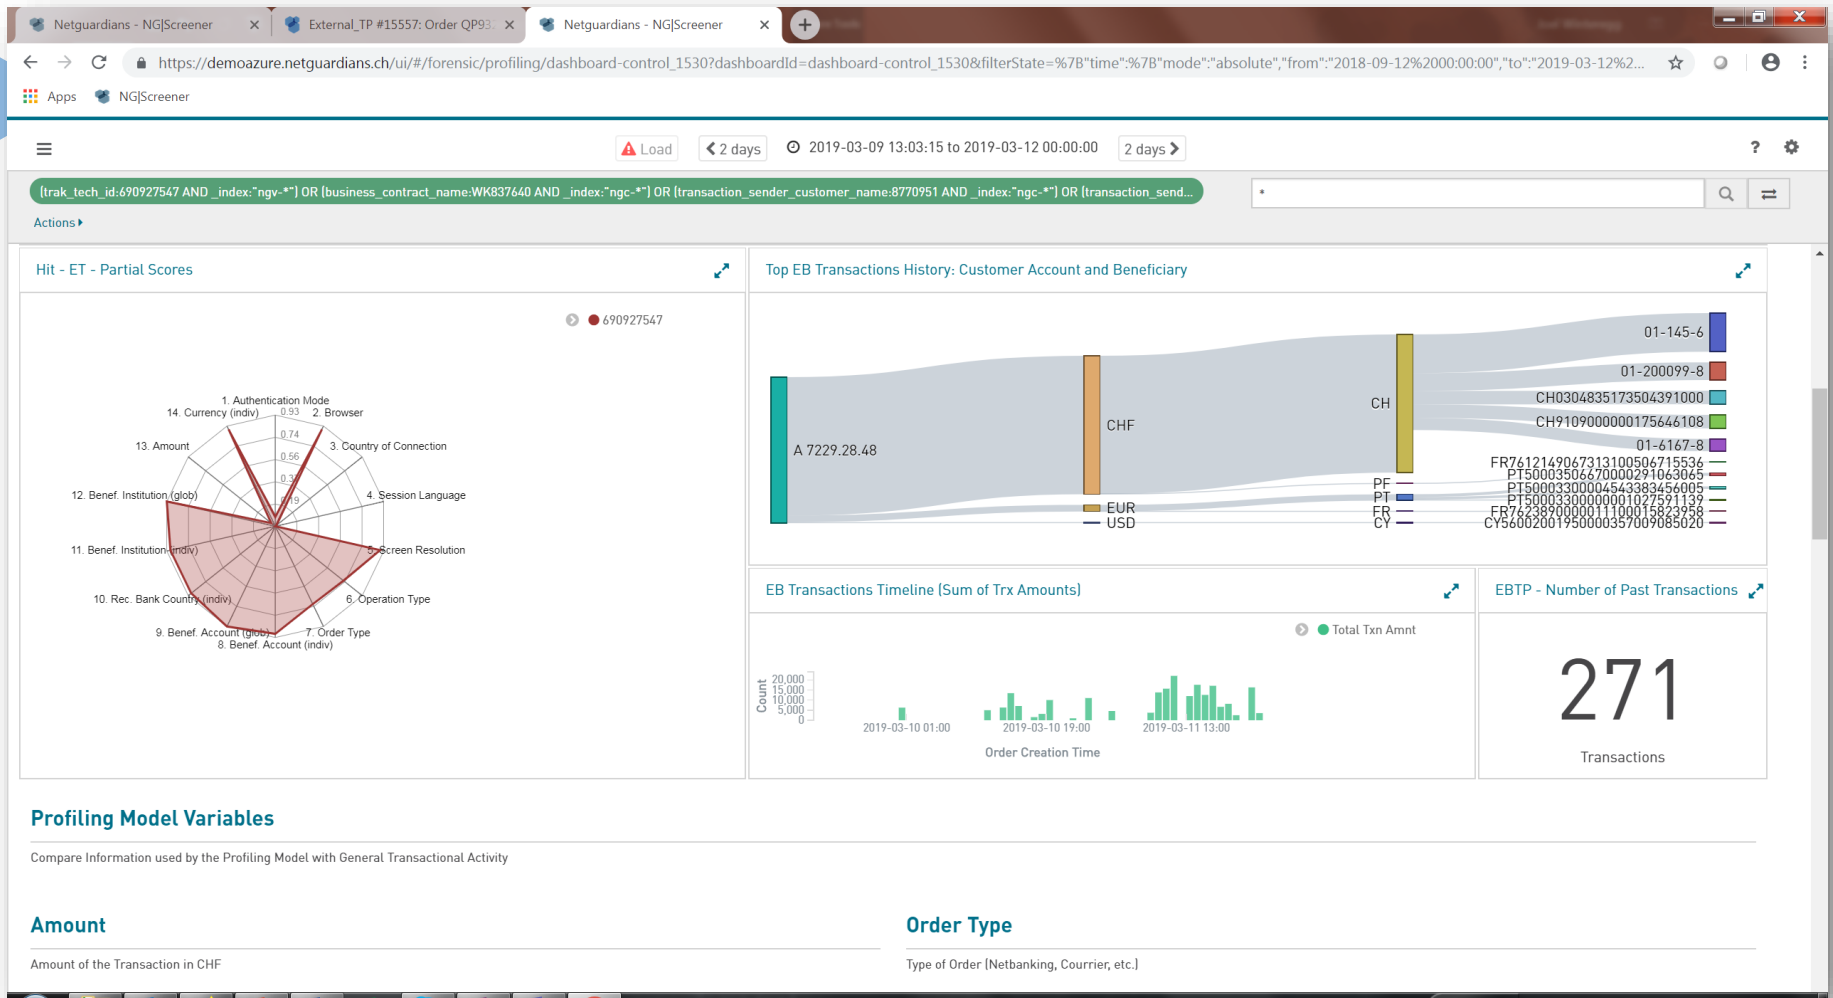 Netguardians - NG|Screener
External_TP #15557: Order QP93
Netguardians - NG|Screener
https://demoazure.netguardians.ch/ui/#/forensic/profiling/dashboard-control_1530?dashboardId=dashboard-control_1530&filterState=%7B"time":%7B"mode":"absolute","from":"2018-09-12%2000:00:00","to":"2019-03-12%2...
Apps NG|Screener
Load 2 days 2019-03-09 13:03:15 to 2019-03-12 00:00:00 2 days ?
(trak_tech_id:690927547 AND _index:"ngv-*") OR (business_contract_name:WK837640 AND _index:"ngc-*") OR (transaction_sender_customer_name:8770951 AND _index:"ngc-*") OR (transaction_send... *
Actions
Hit - ET - Partial Scores
690927547
1. Authentication Mode
14. Currency (indiv) 0.93 2. Browser
0.74
13. Amount 3. Country of Connection
0.56
12. Benef. Institution (glob) 4. Session Language
0.19
11. Benef. Institution (indiv) 5. Screen Resolution
10. Rec. Bank Country (indiv) 6. Operation Type
9. Benef. Account (glob) 7. Order Type
8. Benef. Account (indiv)
Top EB Transactions History: Customer Account and Beneficiary
01-145-6
01-200099-8
CH0304835173504391000
CH
CH9109000000175646108
CHF
01-6167-8
A 7229.28.48
FR7612149067313100506715536
PT50003506670000291063065
PF
PT50003300004543383456005
PT
PT50003300000001027591139
EUR
FR FR7623890000011100015823958
USD CY CY56002001950000357009085020
EB Transactions Timeline (Sum of Trx Amounts)
Total Txn Amnt
Count
20,000
15,000
10,000
5,000
0
2019-03-10 01:00 2019-03-10 19:00 2019-03-11 13:00
Order Creation Time
EBTP - Number of Past Transactions
271
Transactions
Profiling Model Variables
Compare Information used by the Profiling Model with General Transactional Activity
Amount
Amount of the Transaction in CHF
Order Type
Type of Order (Netbanking, Courrier, etc.)